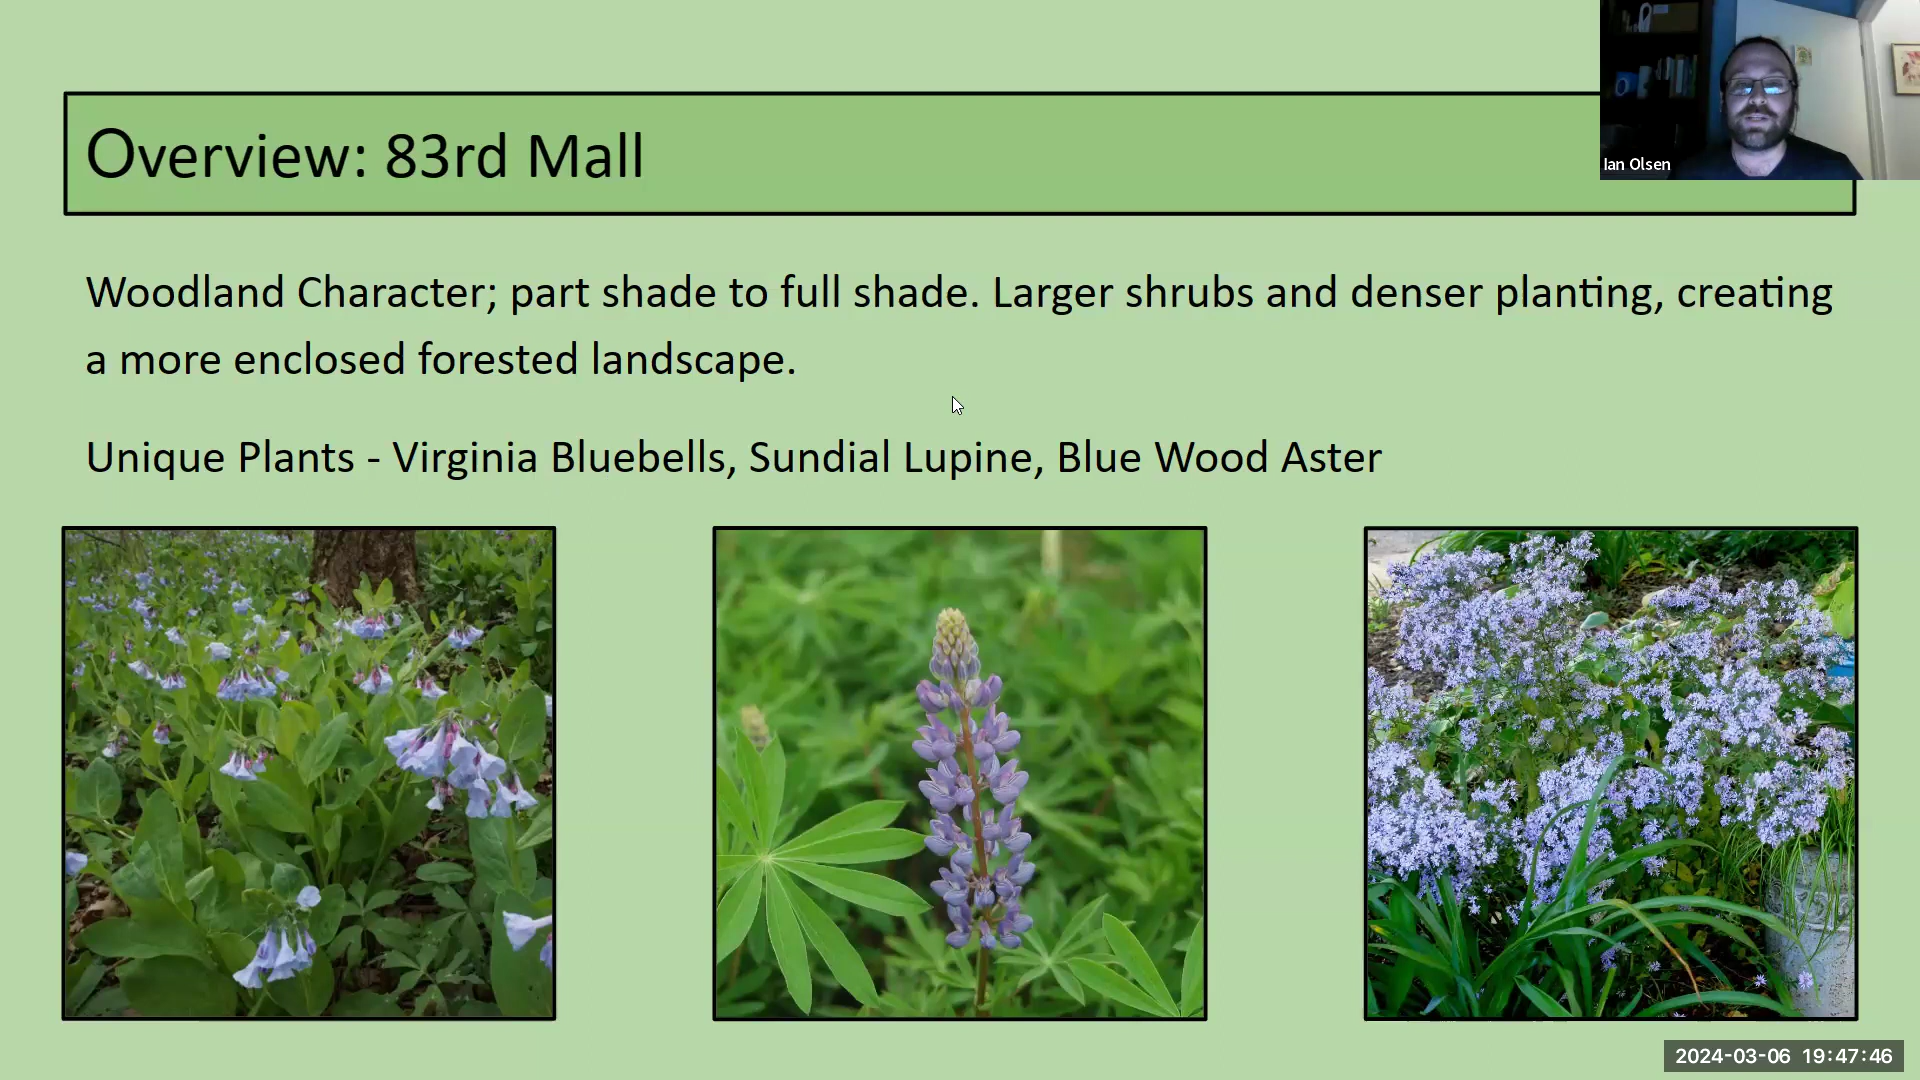 Overview: 83rd Mall
Ian Olsen
Woodland Character; part shade to full shade. Larger shrubs and denser planting, creating
a more enclosed forested landscape.
Unique Plants - Virginia Bluebells, Sundial Lupine, Blue Wood Aster
2024-03-06 19:47:46